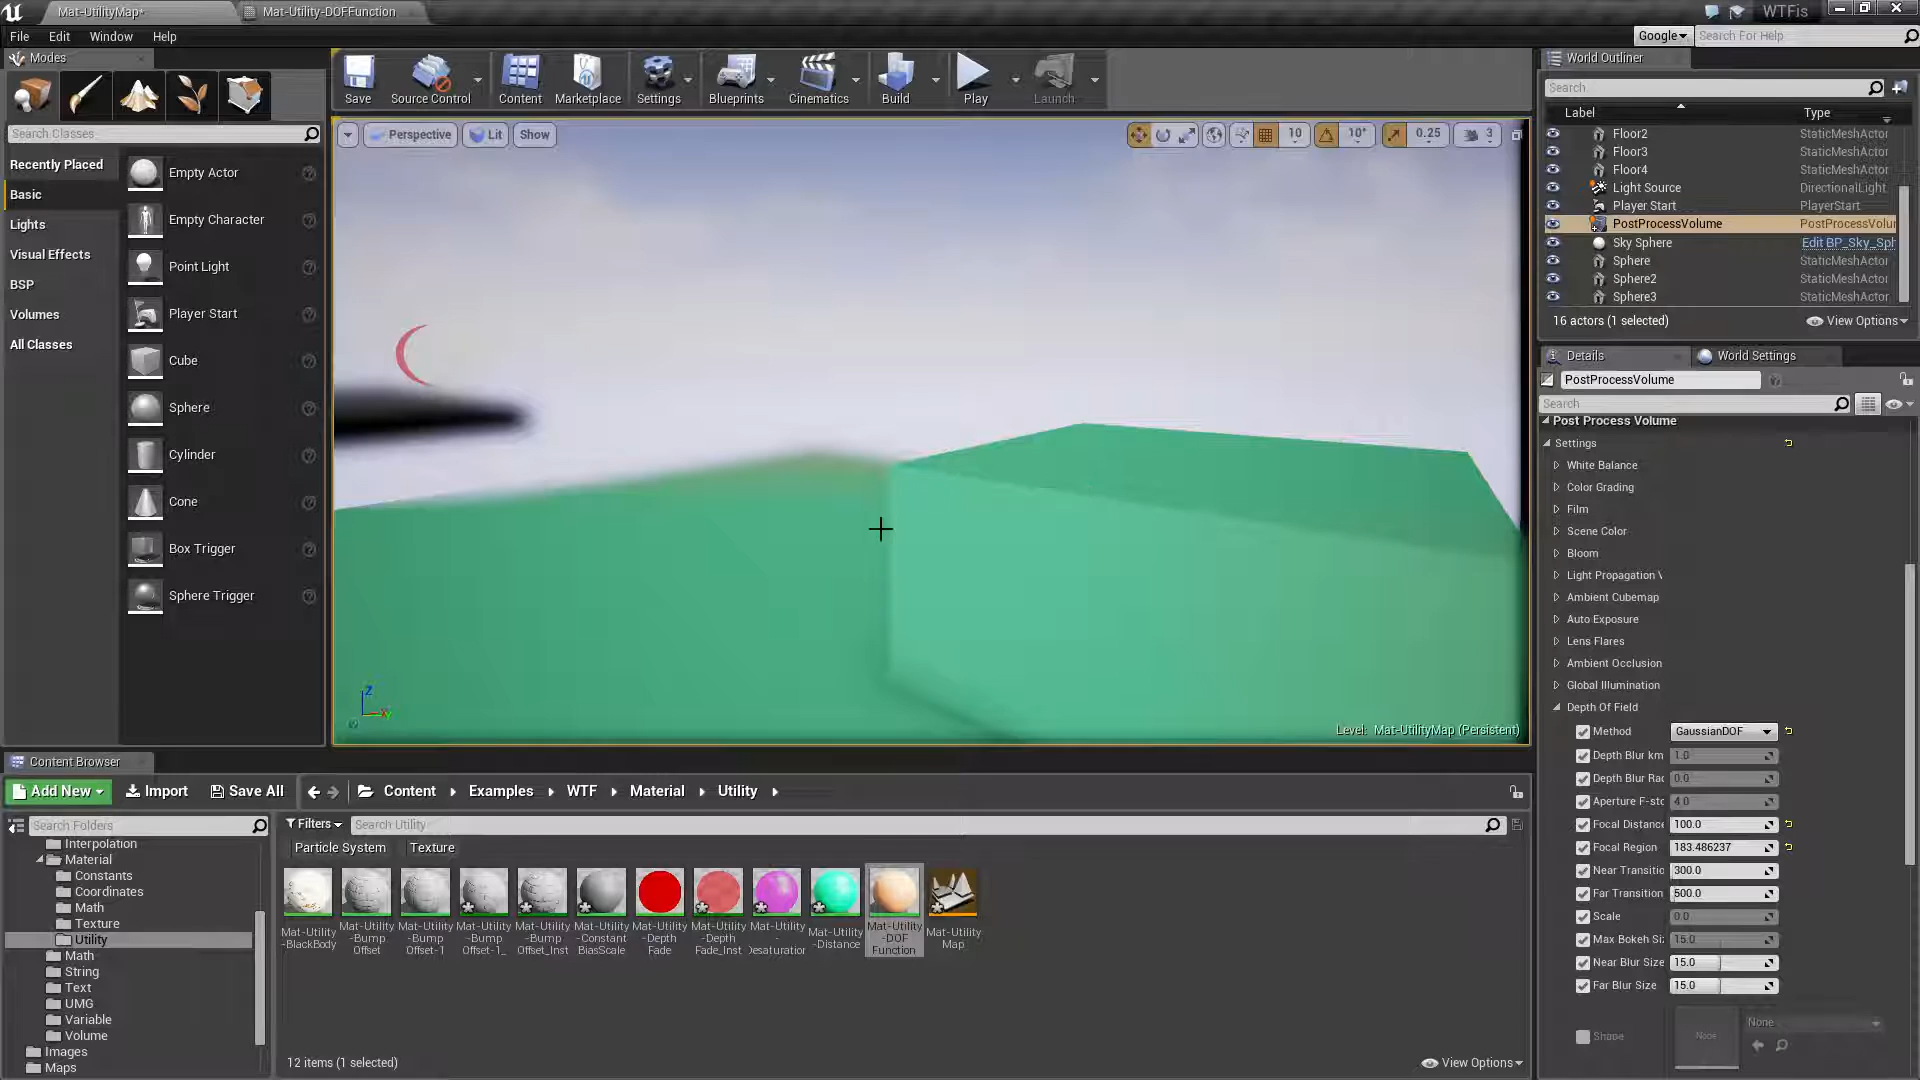 Mat-UtilityMap*
Mat-Utility-DOFFunction
WTFis
File Edit Window Help
Google
Search For Help
Modes
Save
Source Control
Content
Marketplace
Settings
Blueprints
Cinematics
Build
Play
Launch
World Outliner
Search
Label Type
Search Classes
Perspective
Lit
Show
10
10°
0.25
3
Floor2 StaticMeshActor
Floor3 StaticMeshActor
Floor4 StaticMeshActor
Light Source DirectionalLight
Player Start PlayerStart
PostProcessVolume PostProcessVolu
Sky Sphere Edit BP_Sky_Sph
Sphere StaticMeshActor
Sphere2 StaticMeshActor
Sphere3 StaticMeshActor
16 actors (1 selected)
View Options
Recently Placed
Basic
Lights
Visual Effects
BSP
Volumes
All Classes
Empty Actor
Empty Character
Point Light
Player Start
Cube
Sphere
Cylinder
Cone
Box Trigger
Sphere Trigger
Z
Level: Mat-UtilityMap (Persistent)
Details
World Settings
PostProcessVolume
Search
Post Process Volume
Settings
White Balance
Color Grading
Film
Scene Color
Bloom
Light Propagation V
Ambient Cubemap
Auto Exposure
Lens Flares
Ambient Occlusion
Global Illumination
Depth Of Field
Method GaussianDOF
Depth Blur km 1.0
Depth Blur Rac 0.0
Aperture F-sto 4.0
Focal Distance 100.0
Focal Region 183.486237
Near Transitio 300.0
Far Transition 500.0
Scale 0.0
Max Bokeh Siz 15.0
Near Blur Size 15.0
Far Blur Size 15.0
Shape
None
None
Content Browser
Add New
Import
Save All
Content
Examples
WTF
Material
Utility
Search Folders
Filters
Search Utility
Particle System
Texture
Interpolation
Material
Constants
Coordinates
Math
Texture
Utility
Math
String
Text
UMG
Variable
Volume
Images
Maps
Mat-Utility
-BlackBody
Mat-Utility
-Bump
Offset
Mat-Utility
-Bump
Offset-1
Mat-Utility
-Bump
Offset-1_
Mat-Utility
-Bump
Offset_Inst
Mat-Utility
-Constant
BiasScale
Mat-Utility
-Depth
Fade
Mat-Utility
-Depth
Fade_Inst
Mat-Utility
-
Desaturation
Mat-Utility
-Distance
Mat-Utility
-DOF
Function
Mat-Utility
Map
12 items (1 selected)
View Options